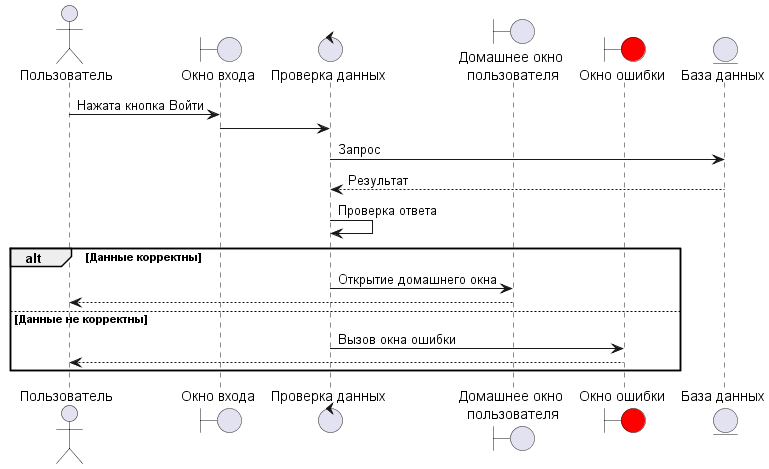 Пользователь
Окно входа
Проверка данных
Домашнее окно
пользователя
Окно ошибки
База данных
Нажата кнопка Войти
Запрос
Результат
Проверка ответа
alt
[Данные корректны]
Открытие домашнего окна
[Данные не корректны]
Вызов окна ошибки
Пользователь
Окно входа
Проверка данных
Домашнее окно
пользователя
Окно ошибки
База данных